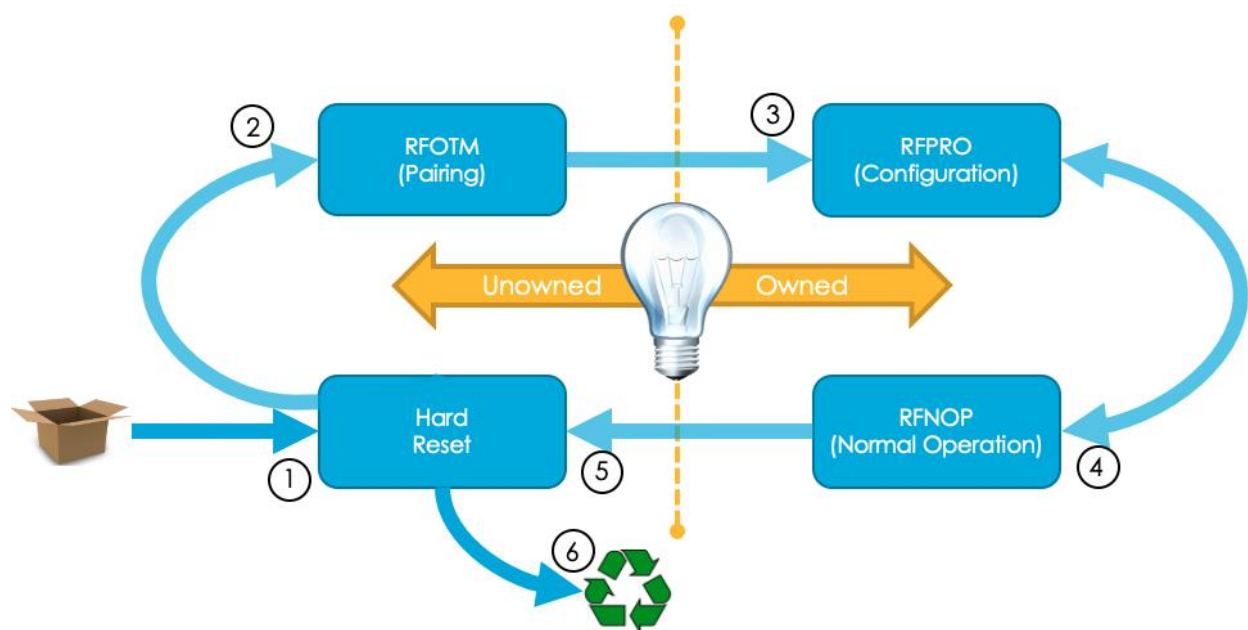 2
RFOTM
(Pairing)
3
RFPRO
(Configuration)
Unowned
Owned
Hard
Reset
1
5
RFNOP
(Normal Operation)
4
6